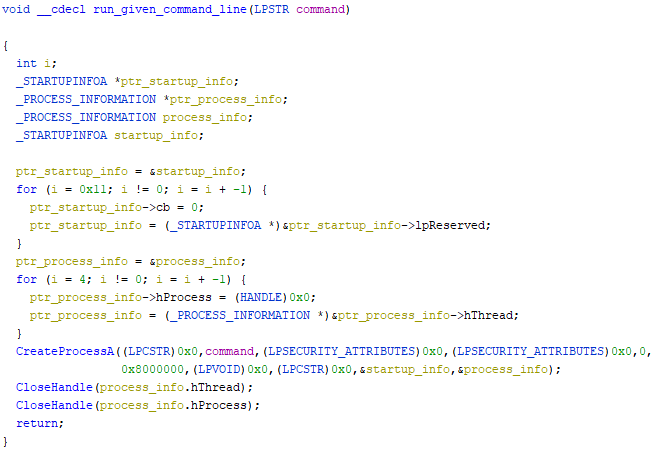 void __cdecl run_given_command_line(LPSTR command)
{
int i;
_STARTUPINFOA *ptr_startup_info;
_PROCESS_INFORMATION *ptr_process_info;
_PROCESS_INFORMATION process_info;
_STARTUPINFOA startup_info;
ptr_startup_info = &startup_info;
for (i = 0x11; i != 0; i = i + -1) {
ptr_startup_info->cb = 0;
ptr_startup_info = (_STARTUPINFOA *)&ptr_startup_info->lpReserved;
}
ptr_process_info = &process_info;
for (i = 4; i != 0; i = i + -1) {
ptr_process_info->hProcess = (HANDLE)0x0;
ptr_process_info = (_PROCESS_INFORMATION *)&ptr_process_info->hThread;
}
CreateProcessA((LPCSTR)0x0,command,(LPSECURITY_ATTRIBUTES)0x0,(LPSECURITY_ATTRIBUTES)0x0,0,
0x8000000,(LPVOID)0x0,(LPCSTR)0x0,&startup_info,&process_info);
CloseHandle(process_info.hThread);
CloseHandle(process_info.hProcess);
return;
}